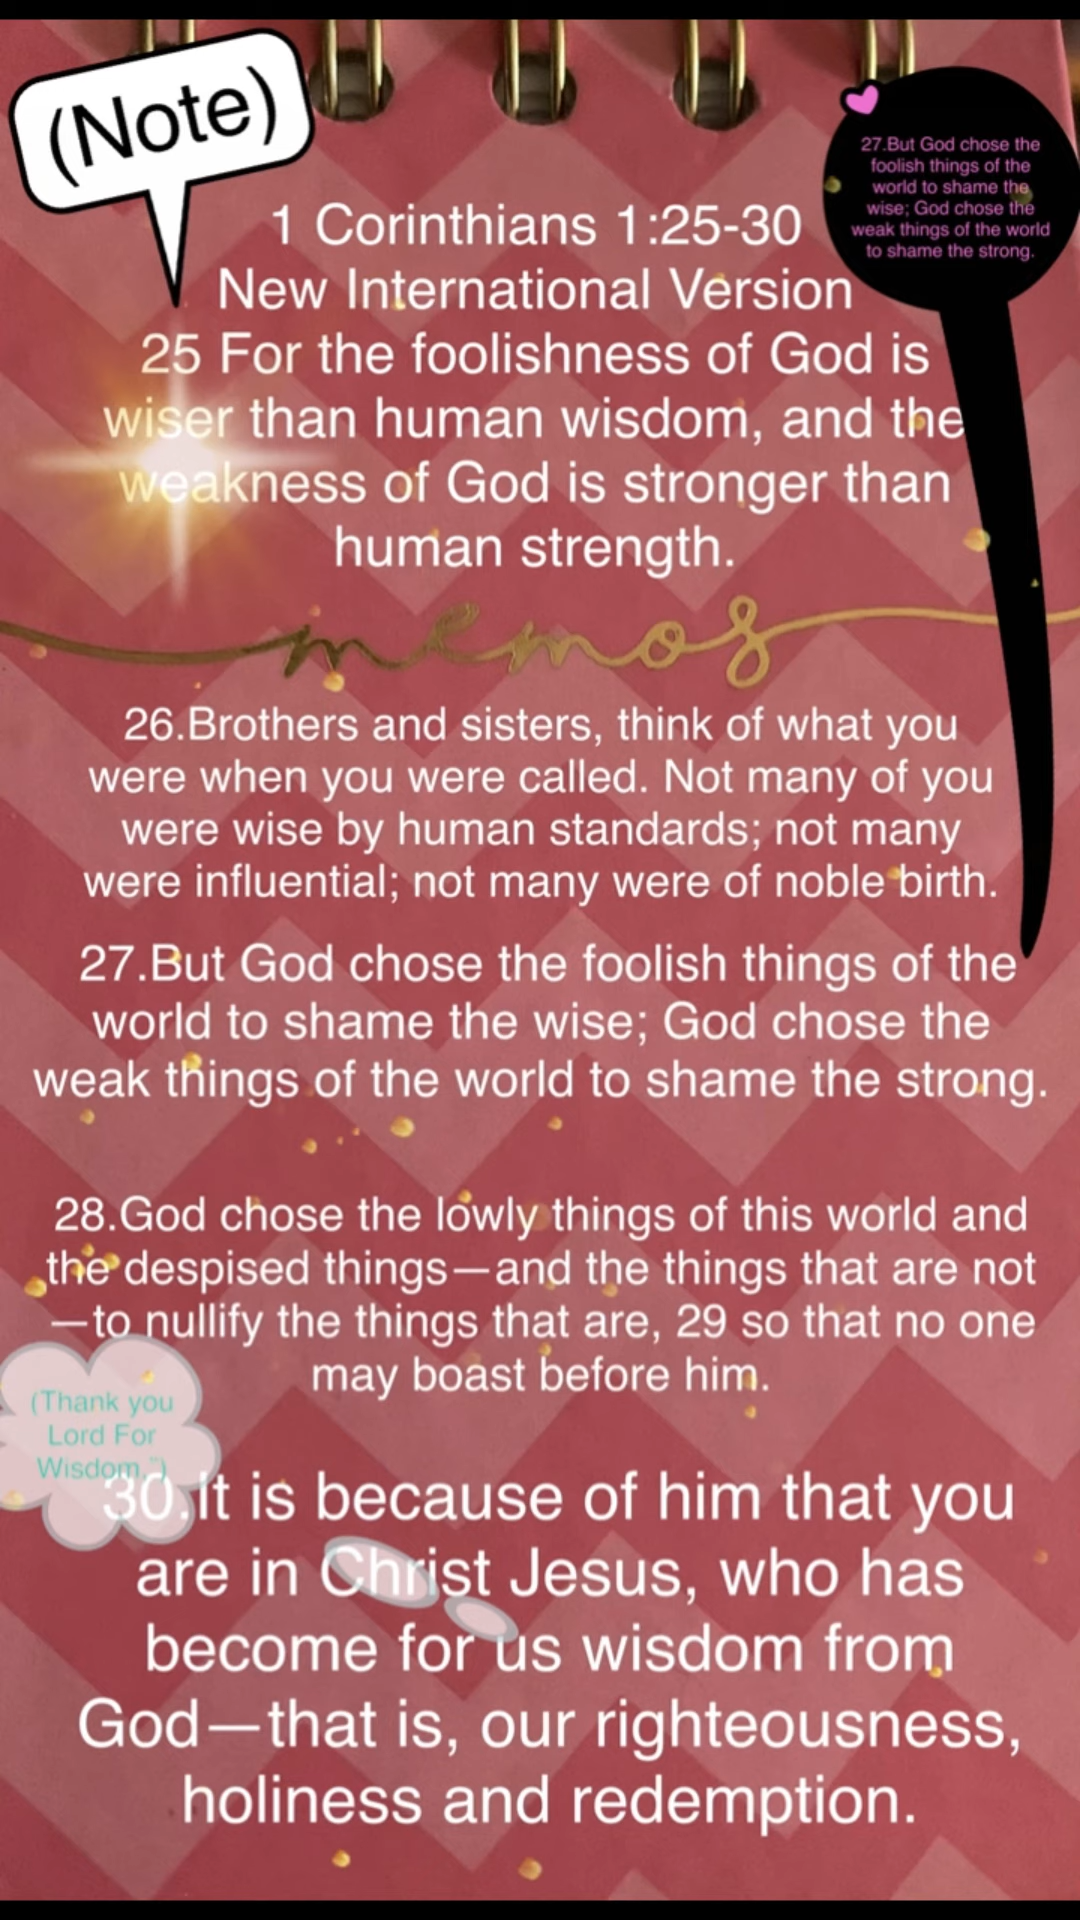 (Note)
27.But God chose the
foolish things of the
world to shame the
wise; God chose the
weak things of the world
to shame the strong.
1 Corinthians 1:25-30
New International Version
25 For the foolishness of God is
wiser than human wisdom, and the
weakness of God is stronger than
human strength.
memos
26.Brothers and sisters, think of what you
were when you were called. Not many of you
were wise by human standards; not many
were influential; not many were of noble birth.
27.But God chose the foolish things of the
world to shame the wise; God chose the
weak things of the world to shame the strong.
28.God chose the lowly things of this world and
the despised things—and the things that are not
—to nullify the things that are, 29 so that no one
may boast before him.
(Thank you
Lord For
Wisdom,")
30.It is because of him that you
are in Christ Jesus, who has
become for us wisdom from
God—that is, our righteousness,
holiness and redemption.